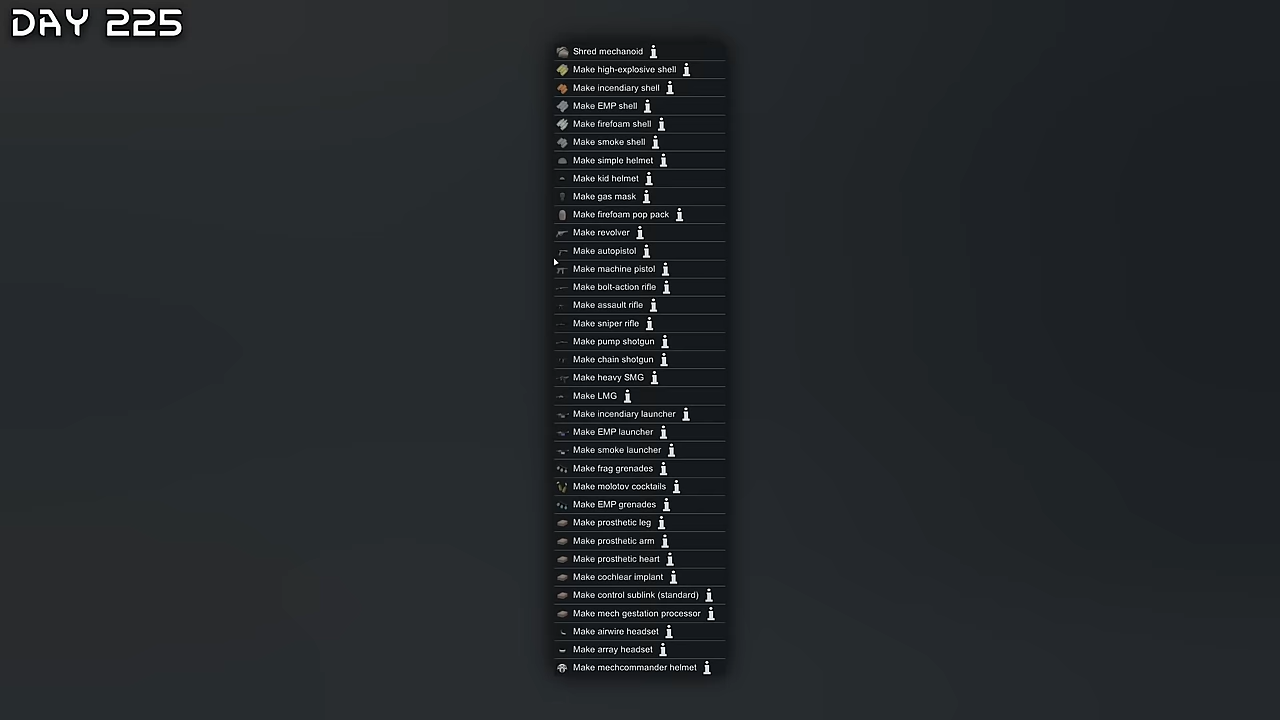 DAY 225
Shred mechanoid
Make high-explosive shell
Make incendiary shell
Make EMP shell
Make firefoam shell
Make smoke shell
Make simple helmet
Make kid helmet
Make gas mask
Make firefoam pop pack
Make revolver
Make autopistol
Make machine pistol
Make bolt-action rifle
Make assault rifle
Make sniper rifle
Make pump shotgun
Make chain shotgun
Make heavy SMG
Make LMG
Make incendiary launcher
Make EMP launcher
Make smoke launcher
Make frag grenades
Make molotov cocktails
Make EMP grenades
Make prosthetic leg
Make prosthetic arm
Make prosthetic heart
Make cochlear implant
Make control sublink (standard)
Make mech gestation processor
Make airwire headset
Make array headset
Make mechcommander helmet